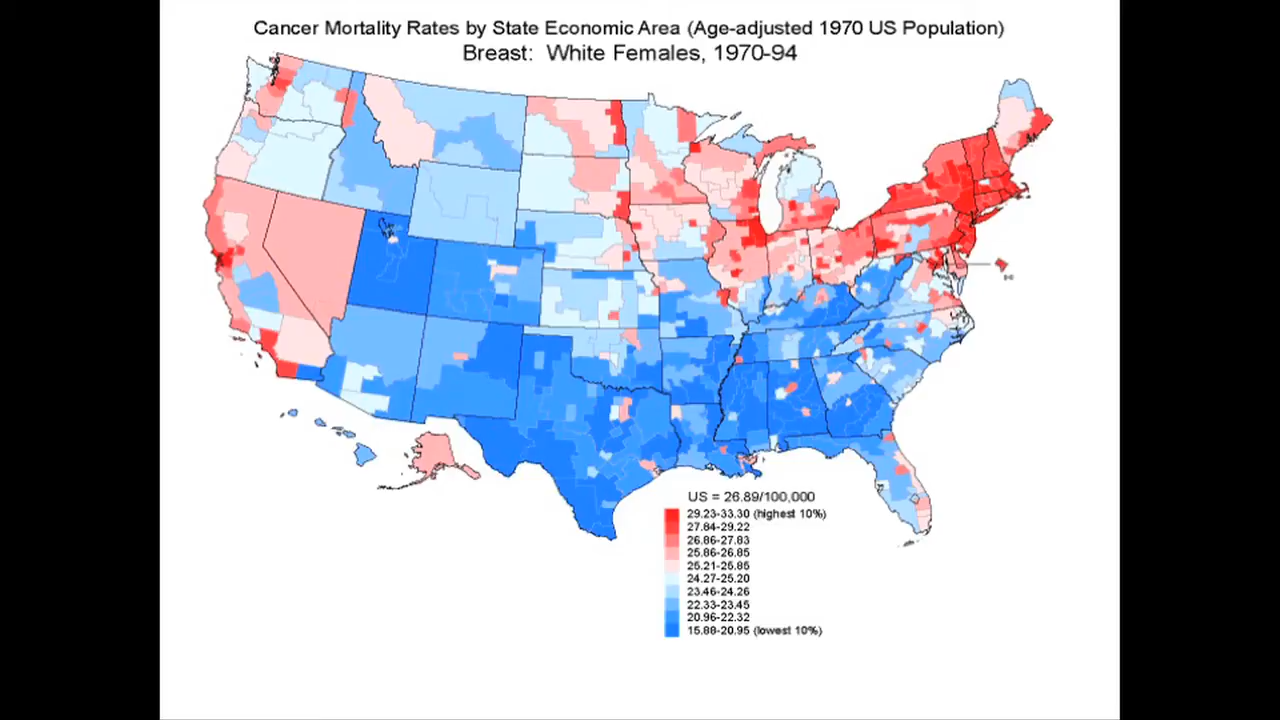 Cancer Mortality Rates by State Economic Area (Age-adjusted 1970 US Population)
Breast: White Females, 1970-94
US = 26.89/100,000
29.23-33.30 (highest 10%)
27.84-29.22
26.86-27.83
25.86-26.85
25.21-25.85
24.27-25.20
23.46-24.26
22.33-23.45
20.96-22.32
15.88-20.95 (lowest 10%)